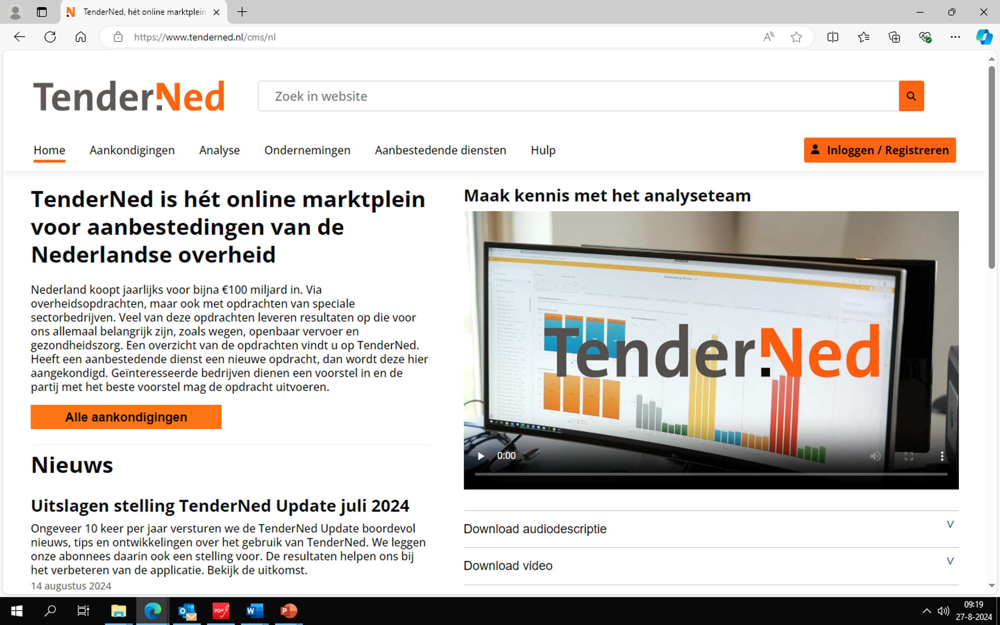 TenderNed, hét online marktplein
https://www.tenderned.nl/cms/nl
TenderNed
Zoek in website
Home
Aankondigingen
Analyse
Ondernemingen
Aanbestedende diensten
Hulp
Inloggen / Registreren
TenderNed is hét online marktplein
voor aanbestedingen van de
Nederlandse overheid
Nederland koopt jaarlijks voor bijna €100 miljard in. Via
overheidsopdrachten, maar ook met opdrachten van speciale
sectorbedrijven. Veel van deze opdrachten leveren resultaten op die voor
ons allemaal belangrijk zijn, zoals wegen, openbaar vervoer en
gezondheidszorg. Een overzicht van de opdrachten vindt u op TenderNed.
Heeft een aanbestedende dienst een nieuwe opdracht, dan wordt deze hier
aangekondigd. Geïnteresseerde bedrijven dienen een voorstel in en de
partij met het beste voorstel mag de opdracht uitvoeren.
Alle aankondigingen
Nieuws
Uitslagen stelling TenderNed Update juli 2024
Ongeveer 10 keer per jaar versturen we de TenderNed Update boordevol
nieuws, tips en ontwikkelingen over het gebruik van TenderNed. We leggen
onze abonnees daarin ook een stelling voor. De resultaten helpen ons bij
het verbeteren van de applicatie. Bekijk de uitkomst.
14 augustus 2024
Maak kennis met het analyseteam
TenderNed
0:00
Download audiodescriptie
Download video
09:19
27-8-2024